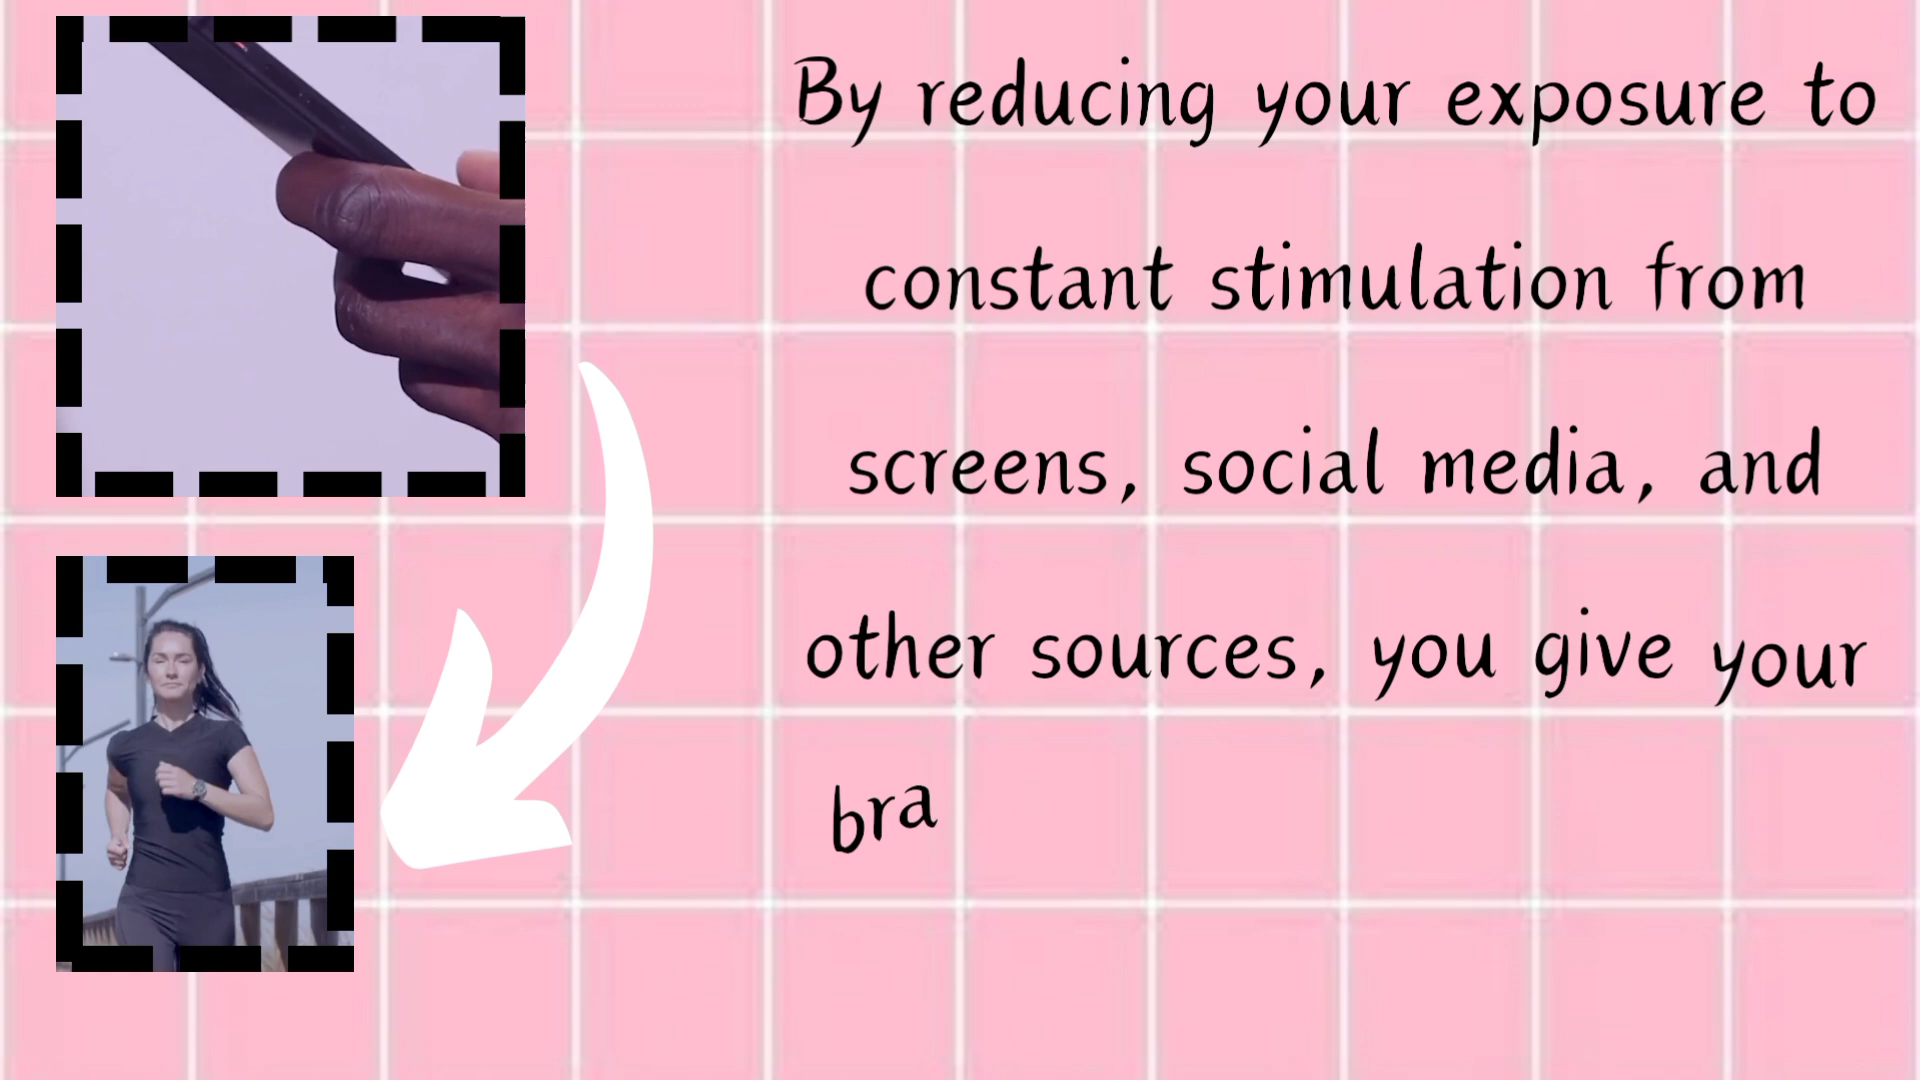 By reducing your exposure to
constant stimulation from
screens, social media, and
other sources, you give your
bra